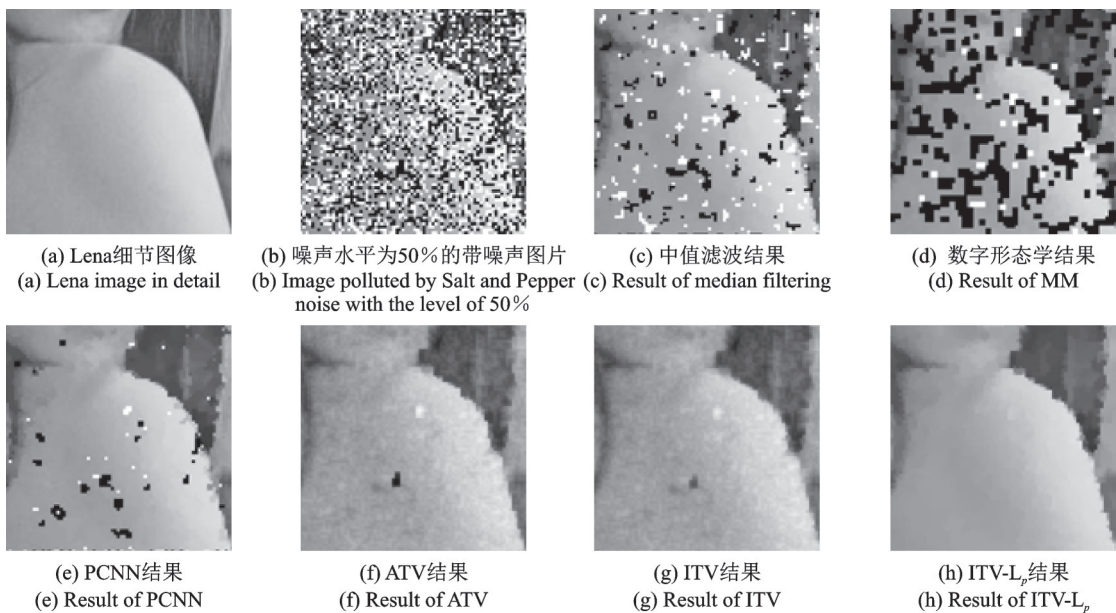 (a) Lena细节图像
(a) Lena image in detail
(b) 噪声水平为50%的带噪声图片
(b) Image polluted by Salt and Pepper
noise with the level of 50%
(c) 中值滤波结果
(c) Result of median filtering
(d) 数字形态学结果
(d) Result of MM
(e) PCNN结果
(e) Result of PCNN
(f) ATV结果
(f) Result of ATV
(g) ITV结果
(g) Result of ITV
(h) ITV-Lp结果
(h) Result of ITV-Lp